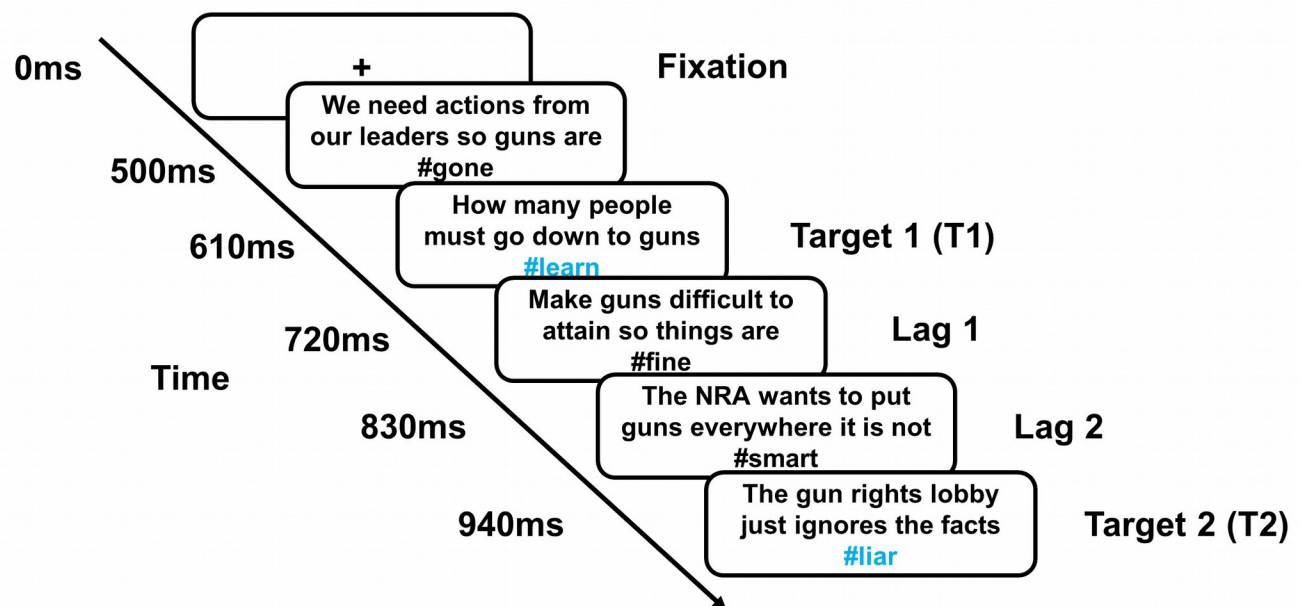 0ms
+
Fixation
We need actions from
our leaders so guns are
#gone
500ms
How many people
must go down to guns
#learn
610ms
Target 1 (T1)
Make guns difficult to
attain so things are
#fine
720ms
Lag 1
Time
The NRA wants to put
guns everywhere it is not
#smart
830ms
Lag 2
The gun rights lobby
just ignores the facts
#liar
940ms
Target 2 (T2)